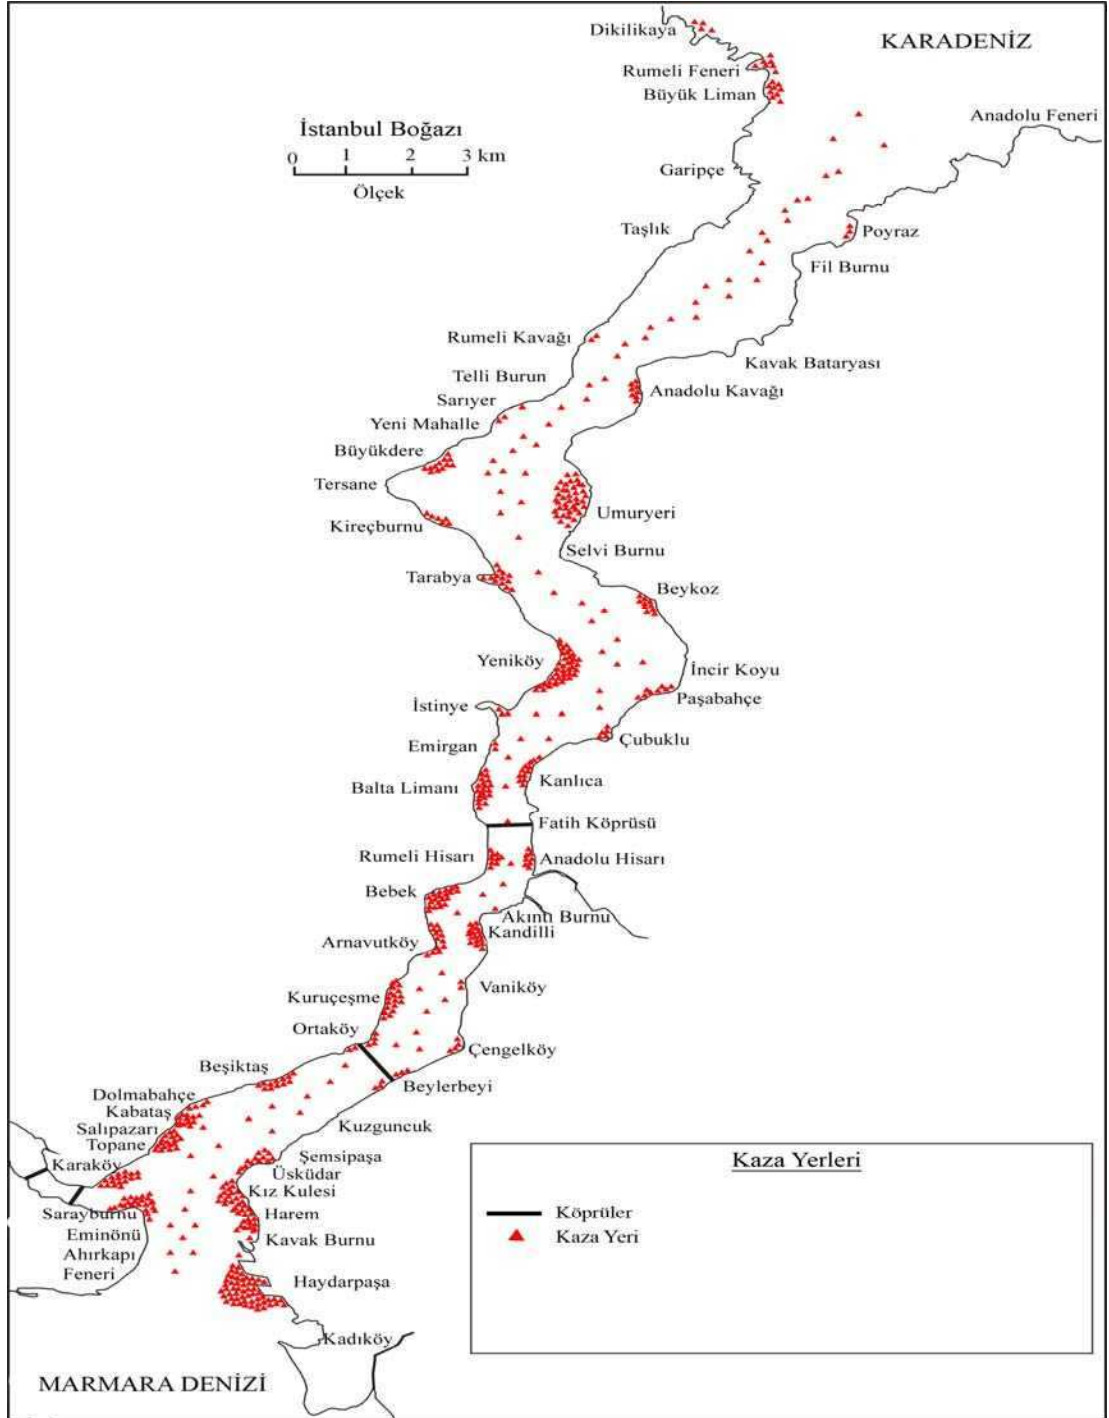 Dikilikaya
KARADENİZ
Rumeli Feneri
Büyük Liman
Anadolu Feneri
İstanbul Boğazı
0 1 2 3 km
Ölçek
Garipçe
Taşlık
Poyraz
Fil Burnu
Rumeli Kavağı
Kavak Bataryası
Telli Burun
Anadolu Kavağı
Sarıyer
Yeni Mahalle
Büyükdere
Tersane
Umuryeri
Kireçburnu
Selvi Burnu
Tarabya
Beykoz
Yeniköy
İncir Koyu
Paşabahçe
İstinye
Çubuklu
Emirgan
Kanlıca
Balta Limanı
Fatih Köprüsü
Rumeli Hisarı
Anadolu Hisarı
Bebek
Akıntı Burnu
Kandilli
Arnavutköy
Vaniköy
Kuruçeşme
Ortaköy
Çengelköy
Beşiktaş
Beylerbeyi
Dolmabahçe
Kabataş
Salıpazarı
Topane
Kuzguncuk
Karaköy
Şemsipaşa
Üsküdar
Kız Kulesi
Sarayburnu
Harem
Eminönü
Kavak Burnu
Ahırkapı
Feneri
Haydarpaşa
Kadıköy
MARMARA DENİZİ
Kaza Yerleri
Köprüler
Kaza Yeri